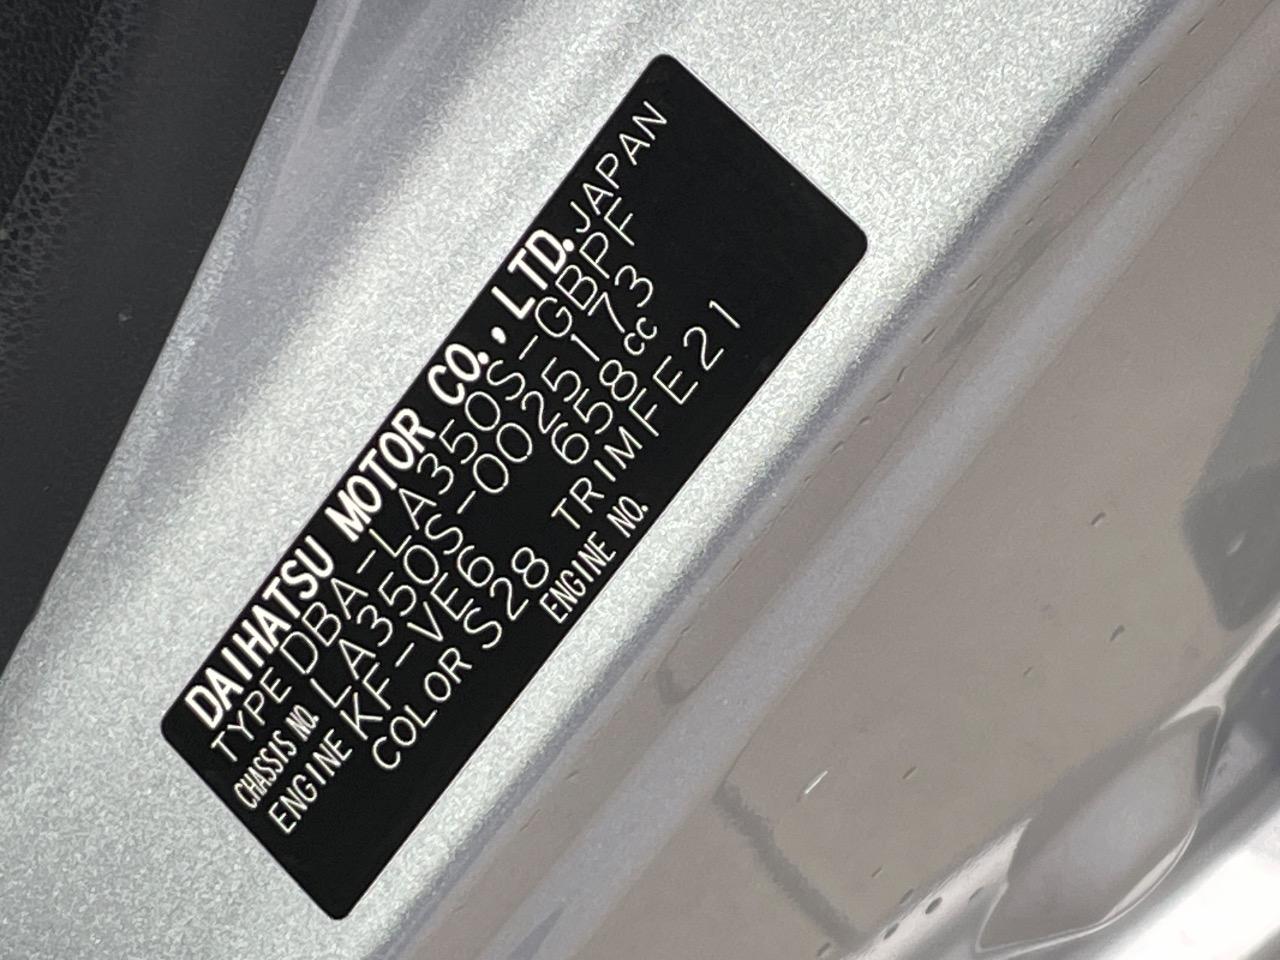 DAIHATSU MOTOR CO., LTD. JAPAN
TYPE DBA-LA350S-GBPF
CHASSIS NO. LA350S-0025173
ENGINE KF-VE6 658cc
COLOR S28 TRIM FE21
ENGINE NO.